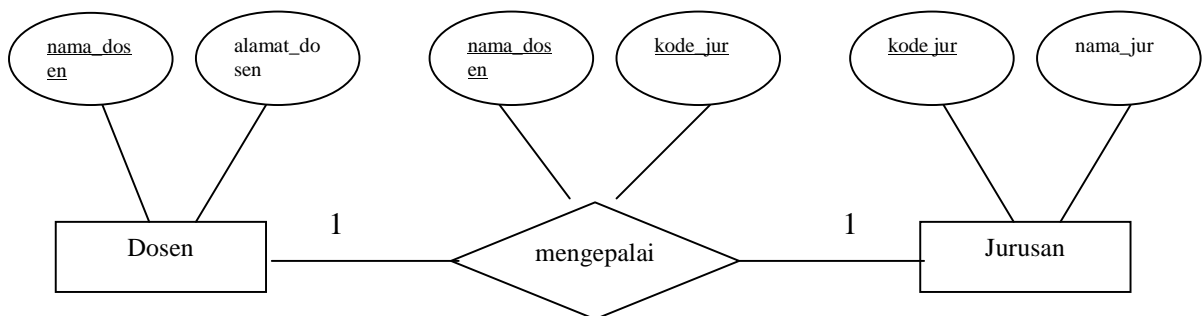 nama_dos
en
alamat_do
sen
nama_dos
en
kode_jur
kode jur
nama_jur
1
1
Dosen
mengepalai
Jurusan